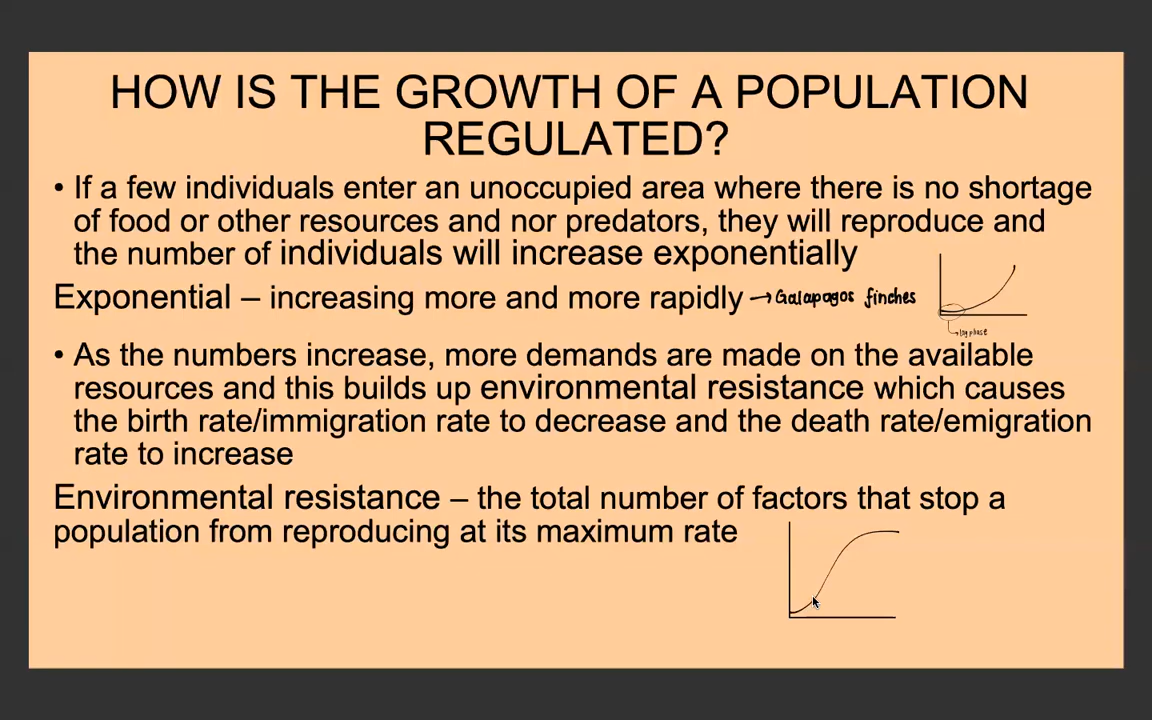 HOW IS THE GROWTH OF A POPULATION
REGULATED?
• If a few individuals enter an unoccupied area where there is no shortage
of food or other resources and nor predators, they will reproduce and
the number of individuals will increase exponentially
Exponential – increasing more and more rapidly → Galapagos finches
lag phase
• As the numbers increase, more demands are made on the available
resources and this builds up environmental resistance which causes
the birth rate/immigration rate to decrease and the death rate/emigration
rate to increase
Environmental resistance – the total number of factors that stop a
population from reproducing at its maximum rate